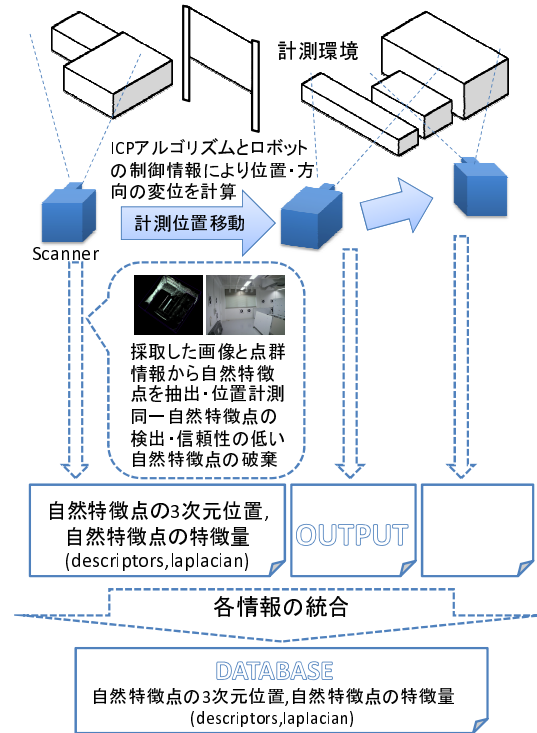 計測環境
ICPアルゴリズムとロボット
の制御情報により位置・方
向の変位を計算
計測位置移動
Scanner
採取した画像と点群
情報から自然特徴
点を抽出・位置計測
同一自然特徴点の
検出・信頼性の低い
自然特徴点の破棄
自然特徴点の3次元位置,
自然特徴点の特徴量
(descriptors,laplacian)
OUTPUT
各情報の統合
DATABASE
自然特徴点の3次元位置,自然特徴点の特徴量
(descriptors,laplacian)